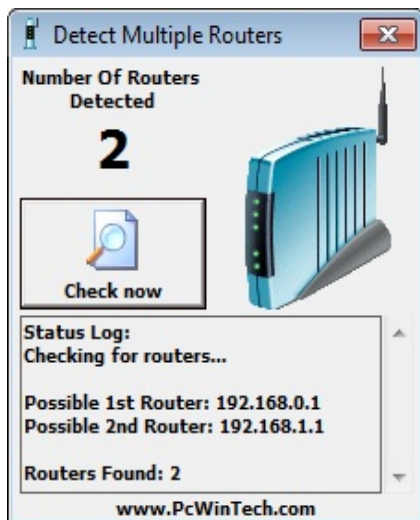 Detect Multiple Routers
Number Of Routers
Detected
2
Check now
Status Log:
Checking for routers...
Possible 1st Router: 192.168.0.1
Possible 2nd Router: 192.168.1.1
Routers Found: 2
www.PcWinTech.com